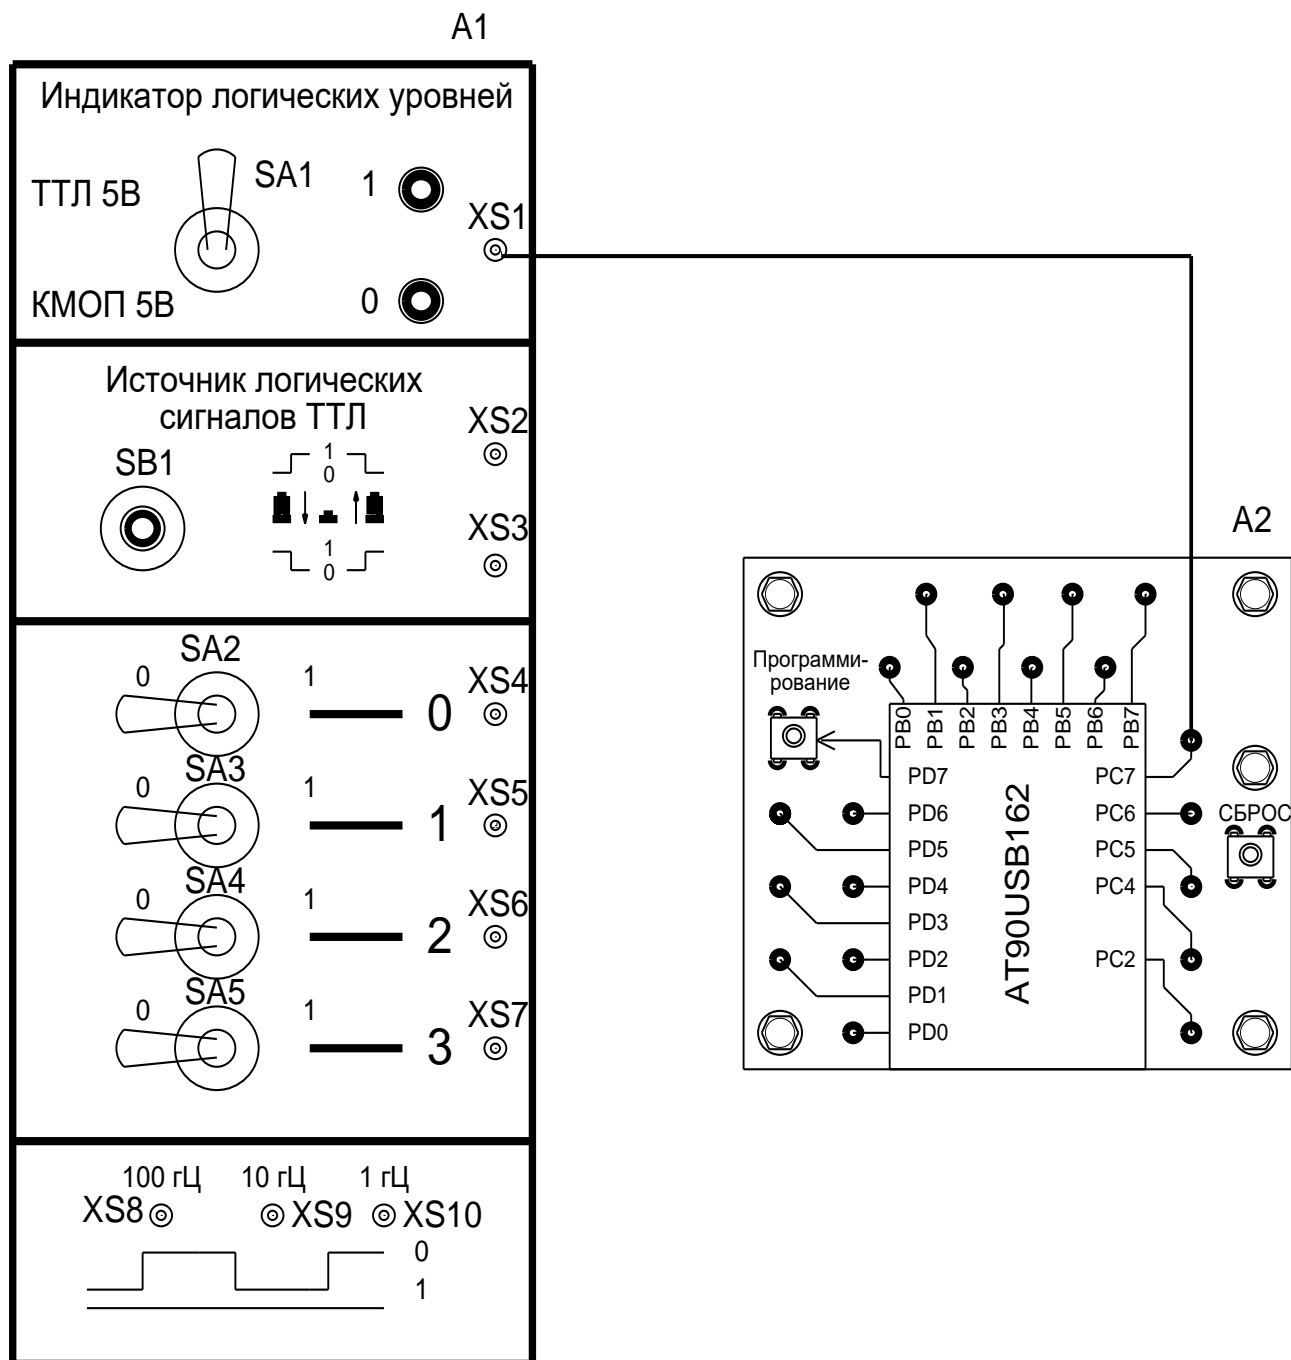 A1
Индикатор логических уровней
ТТЛ 5В
SA1
1
XS1
КМОП 5В
0
Источник логических
сигналов ТТЛ
XS2
SB1
1
0
XS3
1
0
SA2
0
1
XS4
0
SA3
0
1
XS5
1
SA4
0
1
XS6
2
SA5
0
1
XS7
3
100 гЦ
10 гЦ
1 гЦ
XS8
XS9
XS10
0
1
A2
Программи-
рование
PB0
PB1
PB2
PB3
PB4
PB5
PB6
PB7
PD7
PD6
PD5
PD4
PD3
PD2
PD1
PD0
AT90USB162
PC7
PC6
PC5
PC4
PC2
СБРОС